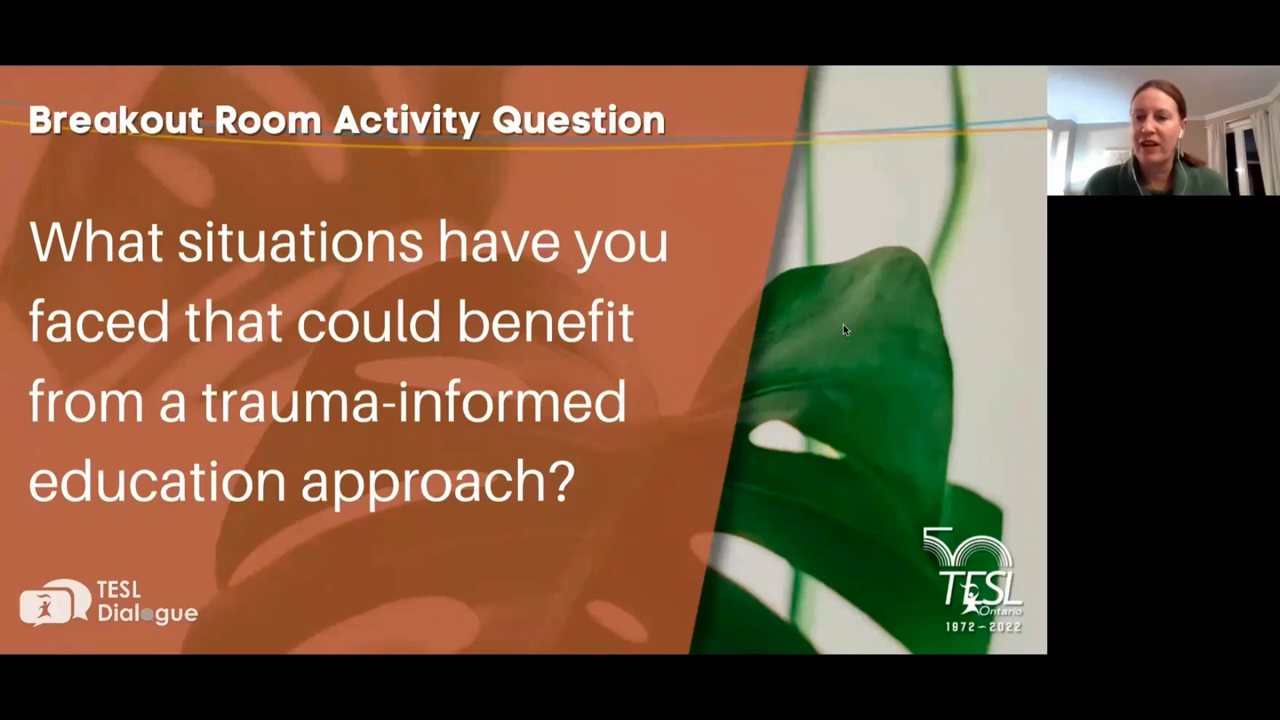 Breakout Room Activity Question
What situations have you
faced that could benefit
from a trauma-informed
education approach?
TESL
Dialogue
50
TESL
Ontario
1972–2022